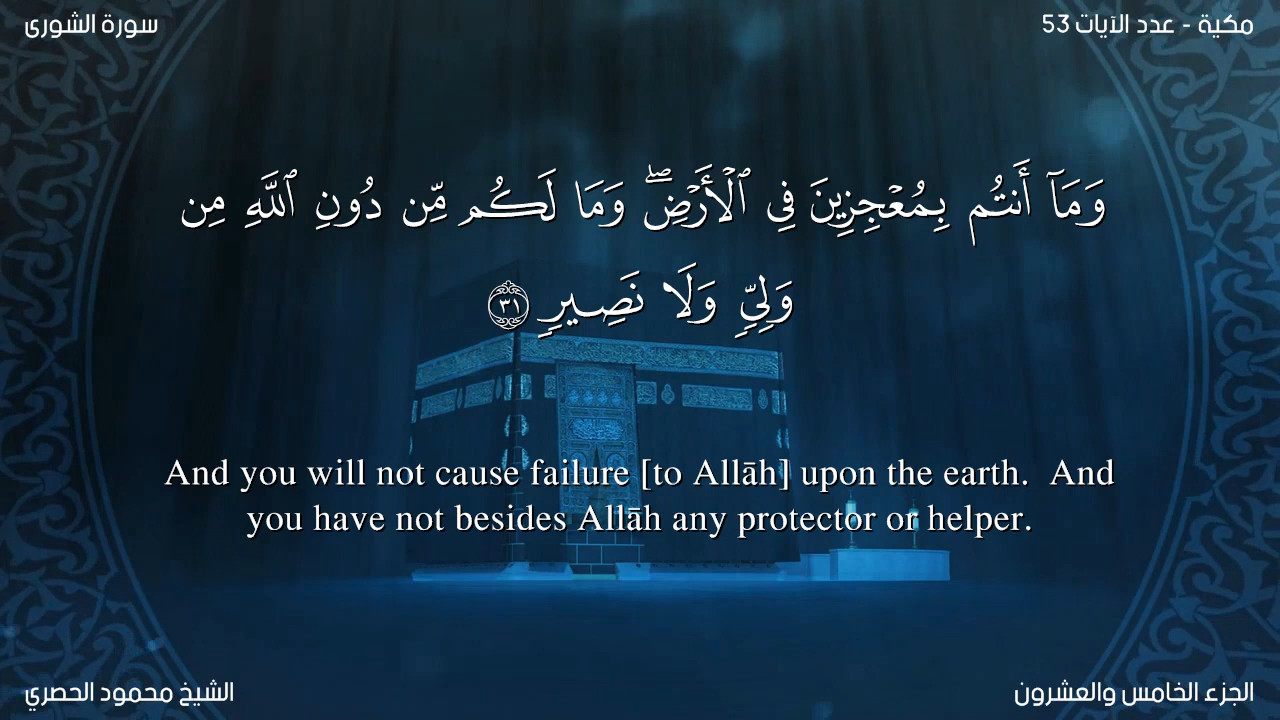 سورة الشورى
مكية - عدد الآيات 53
وَمَآ أَنتُم بِمُعۡجِزِينَ فِي ٱلۡأَرۡضِۖ وَمَا لَكُم مِّن دُونِ ٱللَّهِ مِن
وَلِيّٖ وَلَا نَصِيرٖ ٣١
And you will not cause failure [to Allāh] upon the earth. And
you have not besides Allāh any protector or helper.
الشيخ محمود الحصري
الجزء الخامس والعشرون